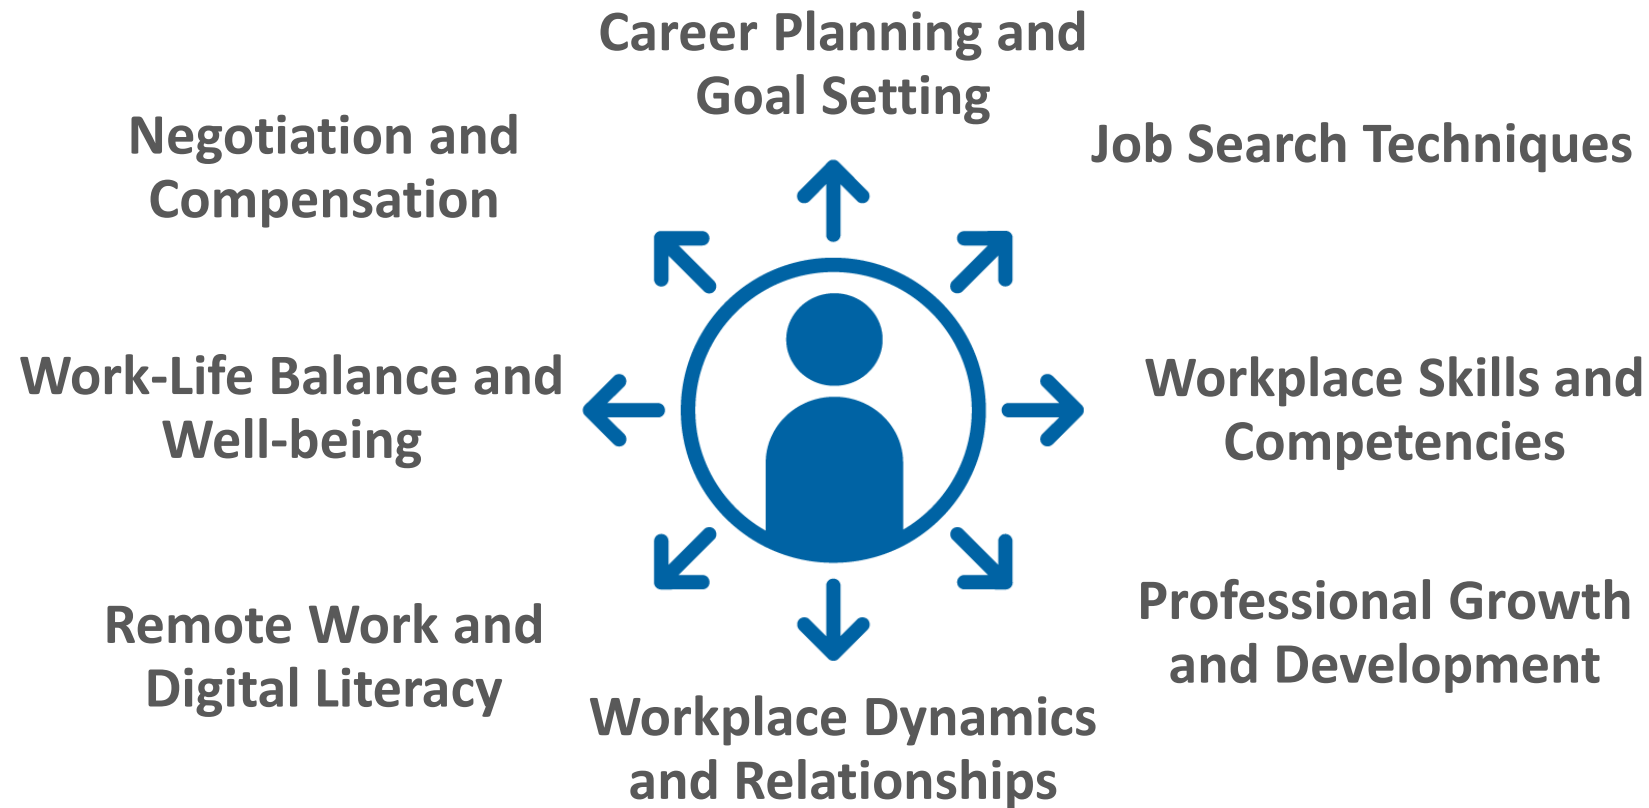 Career Planning and
Goal Setting
Negotiation and
Compensation
Job Search Techniques
Work-Life Balance and
Well-being
Workplace Skills and
Competencies
Remote Work and
Digital Literacy
Professional Growth
and Development
Workplace Dynamics
and Relationships